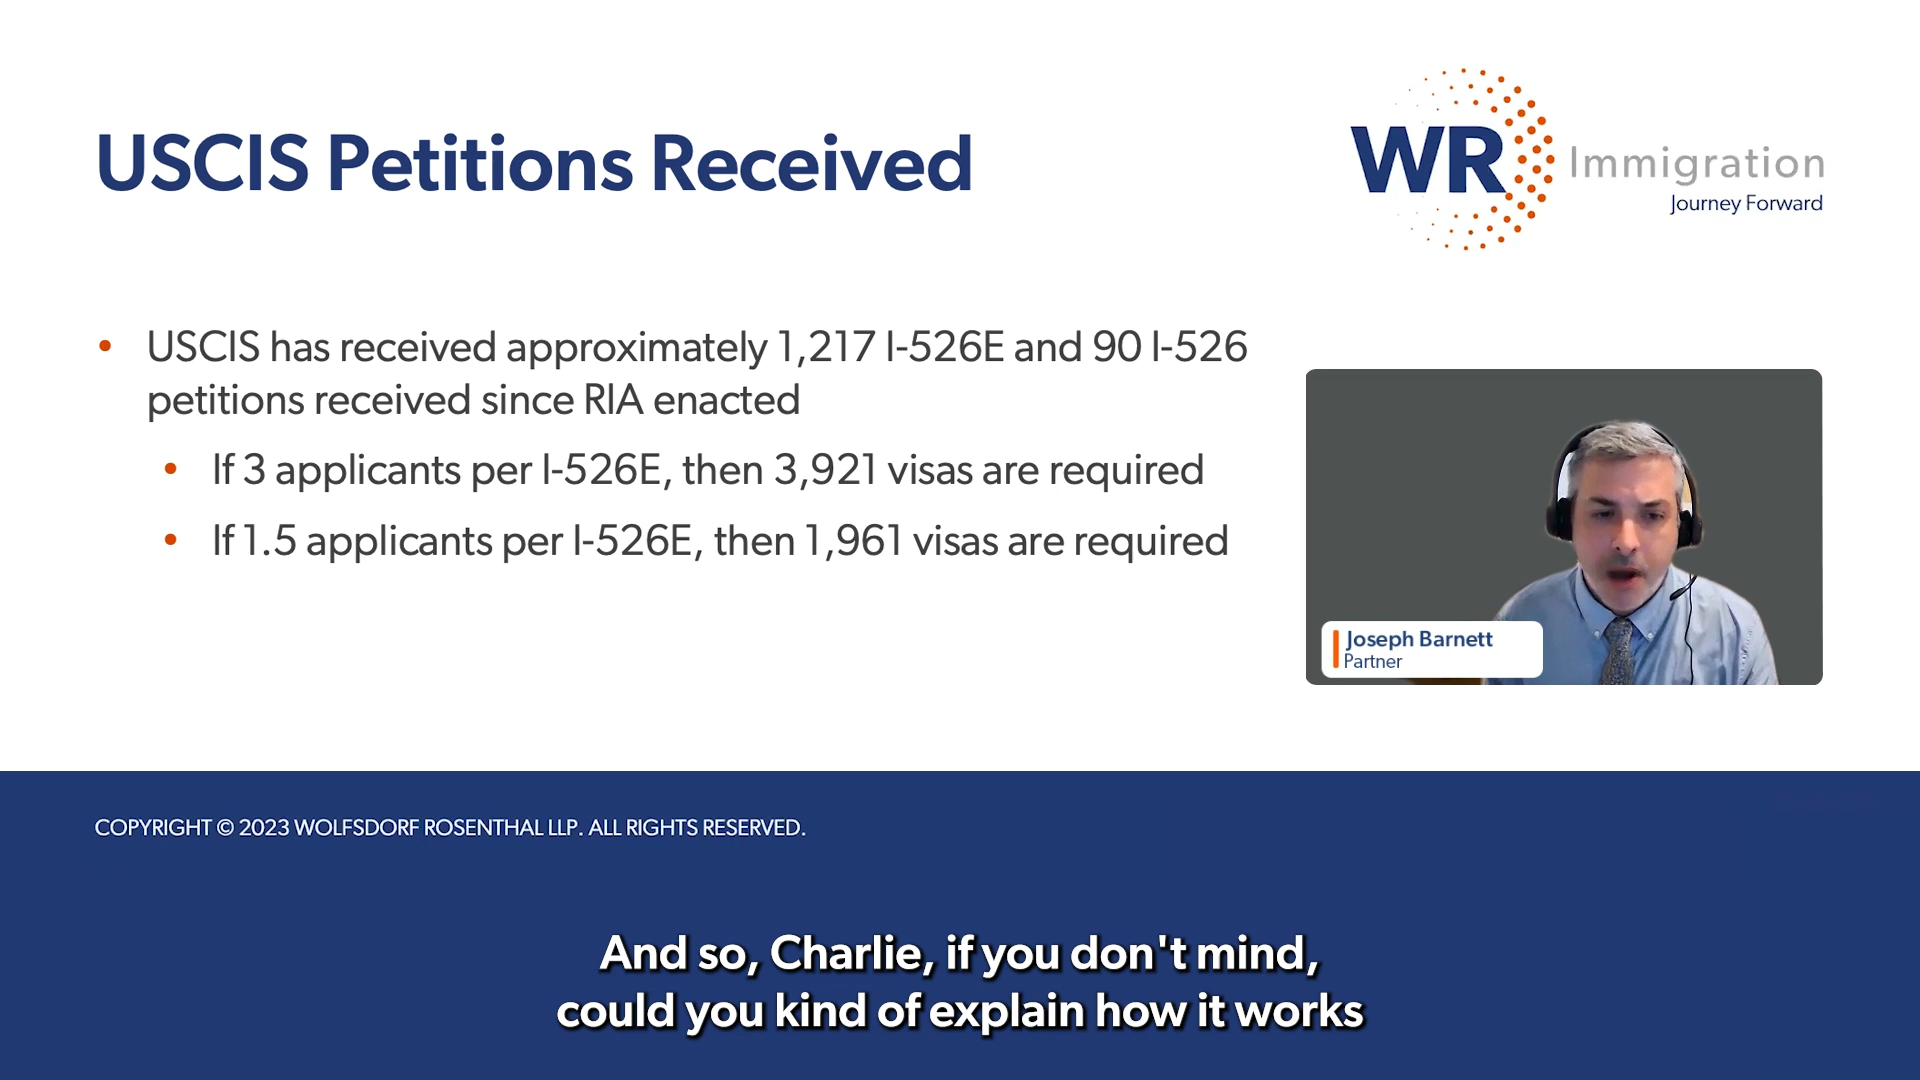 USCIS Petitions Received
WR Immigration
Journey Forward
• USCIS has received approximately 1,217 I-526E and 90 I-526
petitions received since RIA enacted
• If 3 applicants per I-526E, then 3,921 visas are required
• If 1.5 applicants per I-526E, then 1,961 visas are required
Joseph Barnett
Partner
COPYRIGHT © 2023 WOLFSDORF ROSENTHAL LLP. ALL RIGHTS RESERVED.
And so, Charlie, if you don't mind,
could you kind of explain how it works